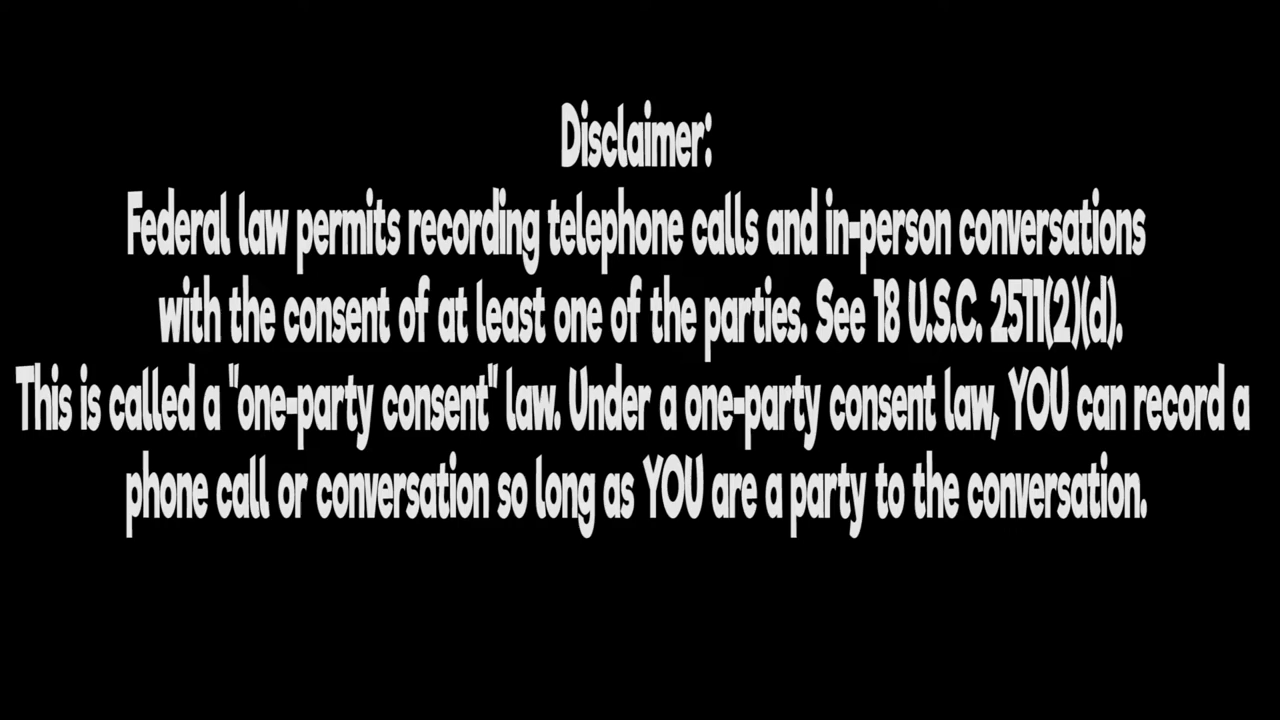 Disclaimer:
Federal law permits recording telephone calls and in-person conversations
with the consent of at least one of the parties. See 18 U.S.C. 2511(2)(d).
This is called a "one-party consent" law. Under a one-party consent law, YOU can record a
phone call or conversation so long as YOU are a party to the conversation.